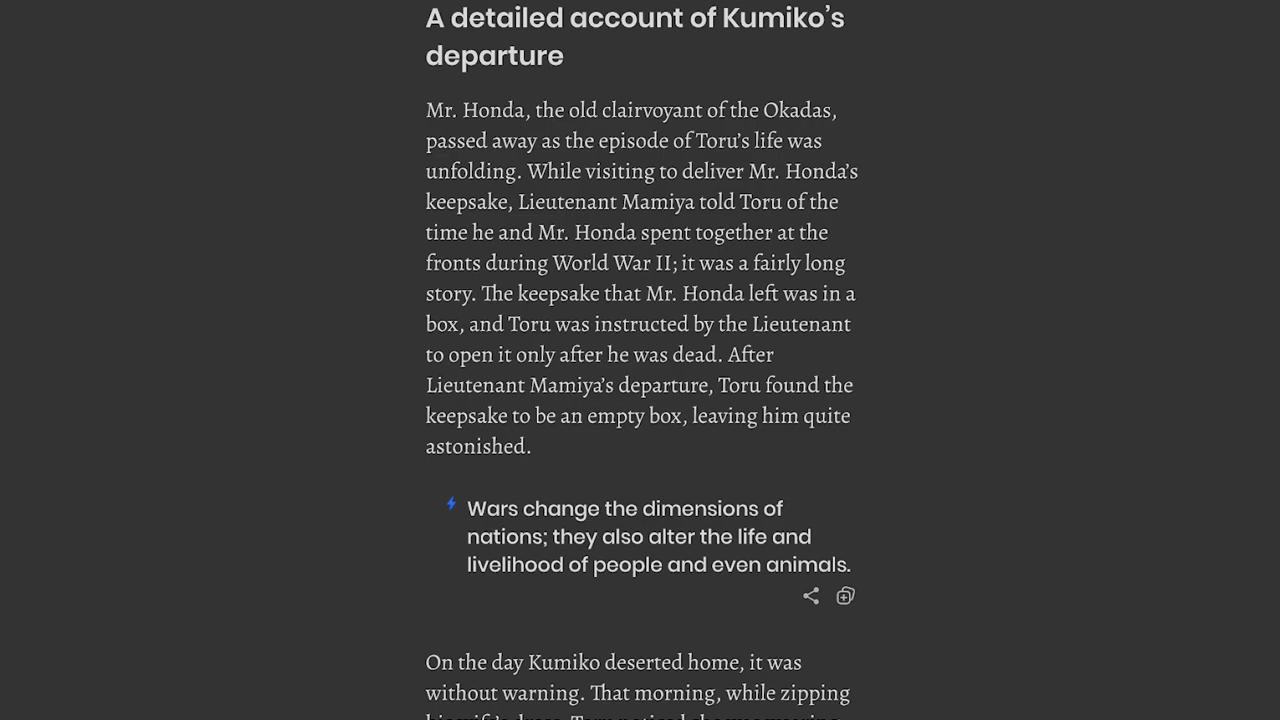 A detailed account of Kumiko’s
departure
Mr. Honda, the old clairvoyant of the Okadas,
passed away as the episode of Toru’s life was
unfolding. While visiting to deliver Mr. Honda’s
keepsake, Lieutenant Mamiya told Toru of the
time he and Mr. Honda spent together at the
fronts during World War II; it was a fairly long
story. The keepsake that Mr. Honda left was in a
box, and Toru was instructed by the Lieutenant
to open it only after he was dead. After
Lieutenant Mamiya’s departure, Toru found the
keepsake to be an empty box, leaving him quite
astonished.
Wars change the dimensions of
nations; they also alter the life and
livelihood of people and even animals.
On the day Kumiko deserted home, it was
without warning. That morning, while zipping